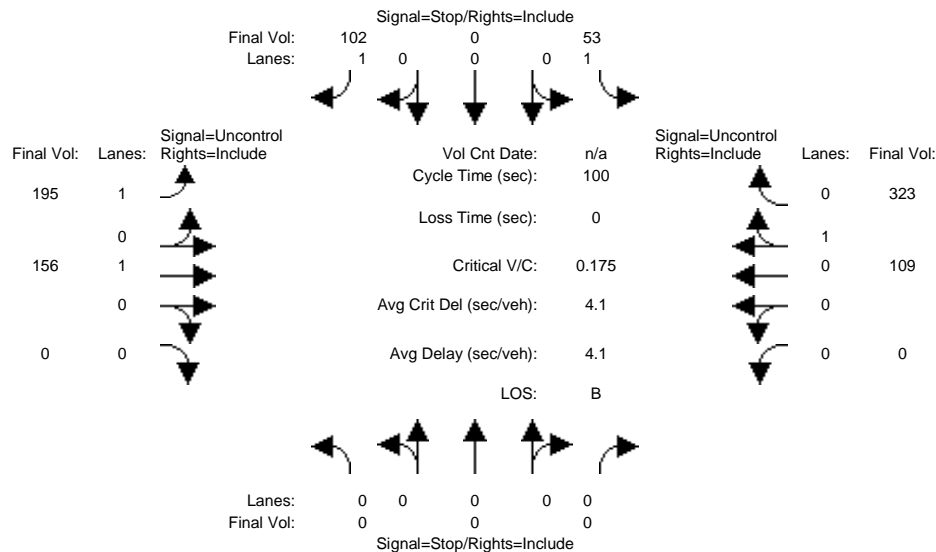 Signal=Stop/Rights=Include
Final Vol: 102 0 53
Lanes: 1 0 0 0 1
Signal=Uncontrol Signal=Uncontrol
Final Vol: Lanes: Rights=Include Vol Cnt Date: n/a Rights=Include Lanes: Final Vol:
Cycle Time (sec): 100
195 1 0 323
Loss Time (sec): 0
0 1
156 1 Critical V/C: 0.175 0 109
0 Avg Crit Del (sec/veh): 4.1 0
0 0 Avg Delay (sec/veh): 4.1 0 0
LOS: B
Lanes: 0 0 0 0 0
Final Vol: 0 0 0
Signal=Stop/Rights=Include